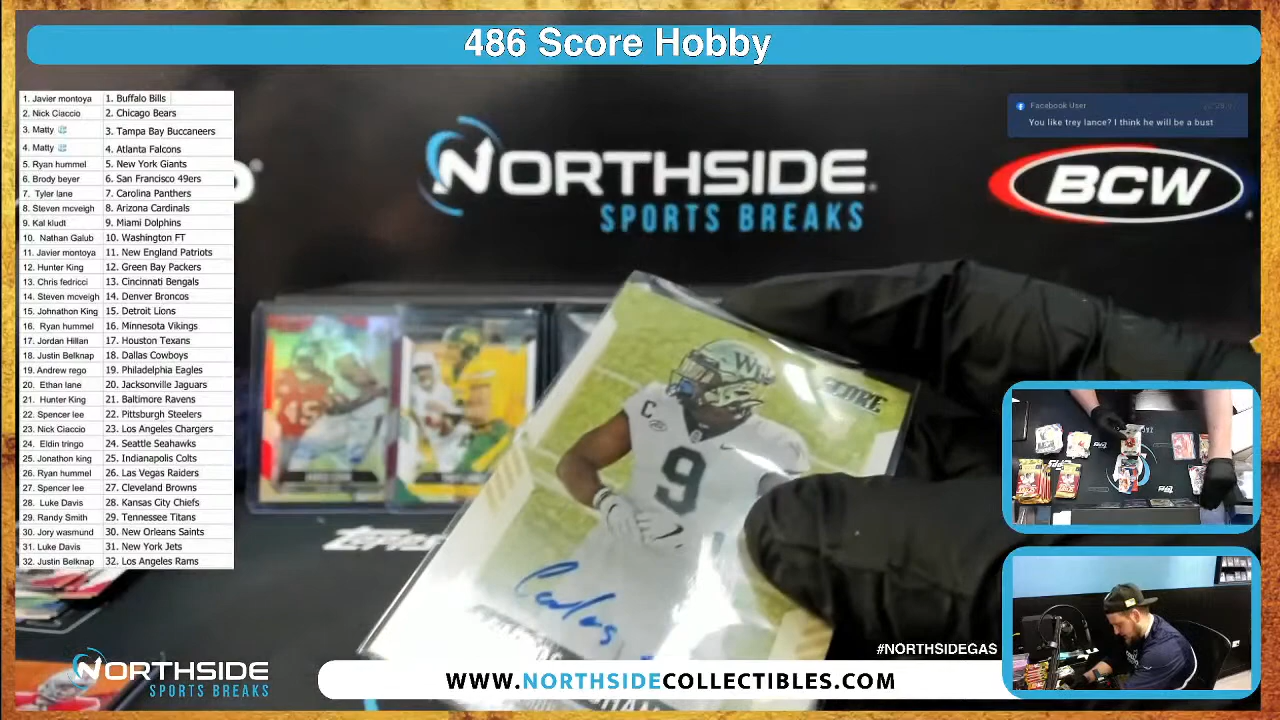 486 Score Hobby
1. Javier montoya 1. Buffalo Bills
2. Nick Ciaccio 2. Chicago Bears
3. Matty 3. Tampa Bay Buccaneers
4. Matty 4. Atlanta Falcons
5. Ryan hummel 5. New York Giants
6. Brody beyer 6. San Francisco 49ers
7. Tyler lane 7. Carolina Panthers
8. Steven mcveigh 8. Arizona Cardinals
9. Kal kludt 9. Miami Dolphins
10. Nathan Galub 10. Washington FT
11. Javier montoya 11. New England Patriots
12. Hunter King 12. Green Bay Packers
13. Chris fedricci 13. Cincinnati Bengals
14. Steven mcveigh 14. Denver Broncos
15. Johnathon King 15. Detroit Lions
16. Ryan hummel 16. Minnesota Vikings
17. Jordan Hillan 17. Houston Texans
18. Justin Belknap 18. Dallas Cowboys
19. Andrew rego 19. Philadelphia Eagles
20. Ethan lane 20. Jacksonville Jaguars
21. Hunter King 21. Baltimore Ravens
22. Spencer lee 22. Pittsburgh Steelers
23. Nick Ciaccio 23. Los Angeles Chargers
24. Eldin tringo 24. Seattle Seahawks
25. Jonathon king 25. Indianapolis Colts
26. Ryan hummel 26. Las Vegas Raiders
27. Spencer lee 27. Cleveland Browns
28. Luke Davis 28. Kansas City Chiefs
29. Randy Smith 29. Tennessee Titans
30. Jory wasmund 30. New Orleans Saints
31. Luke Davis 31. New York Jets
32. Justin Belknap 32. Los Angeles Rams
Facebook User
You like trey lance? I think he will be a bust
NORTHSIDE
SPORTS BREAKS
BCW
SCORE
WF
C
9
45
Topps
Carlos
#NORTHSIDEGAS
NORTHSIDE
SPORTS BREAKS
WWW.NORTHSIDECOLLECTIBLES.COM